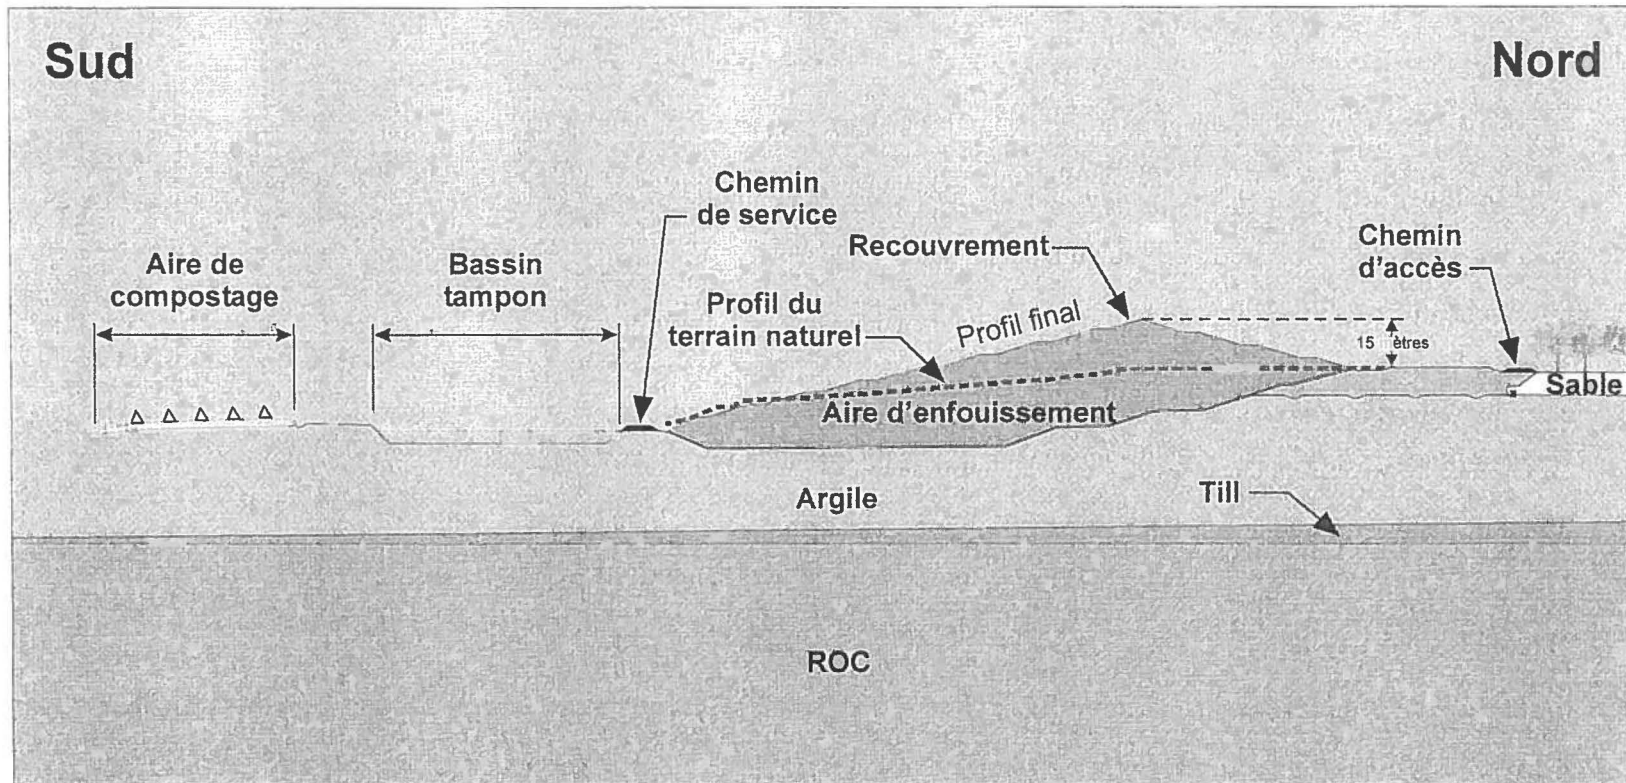 Sud
Nord
Chemin
de service
Recouvrement
Chemin
d'accès
Aire de
compostage
Bassin
tampon
Profil du
terrain naturel
Profil final
15 ètres
Sable
Aire d'enfouissement
Argile
Till
ROC